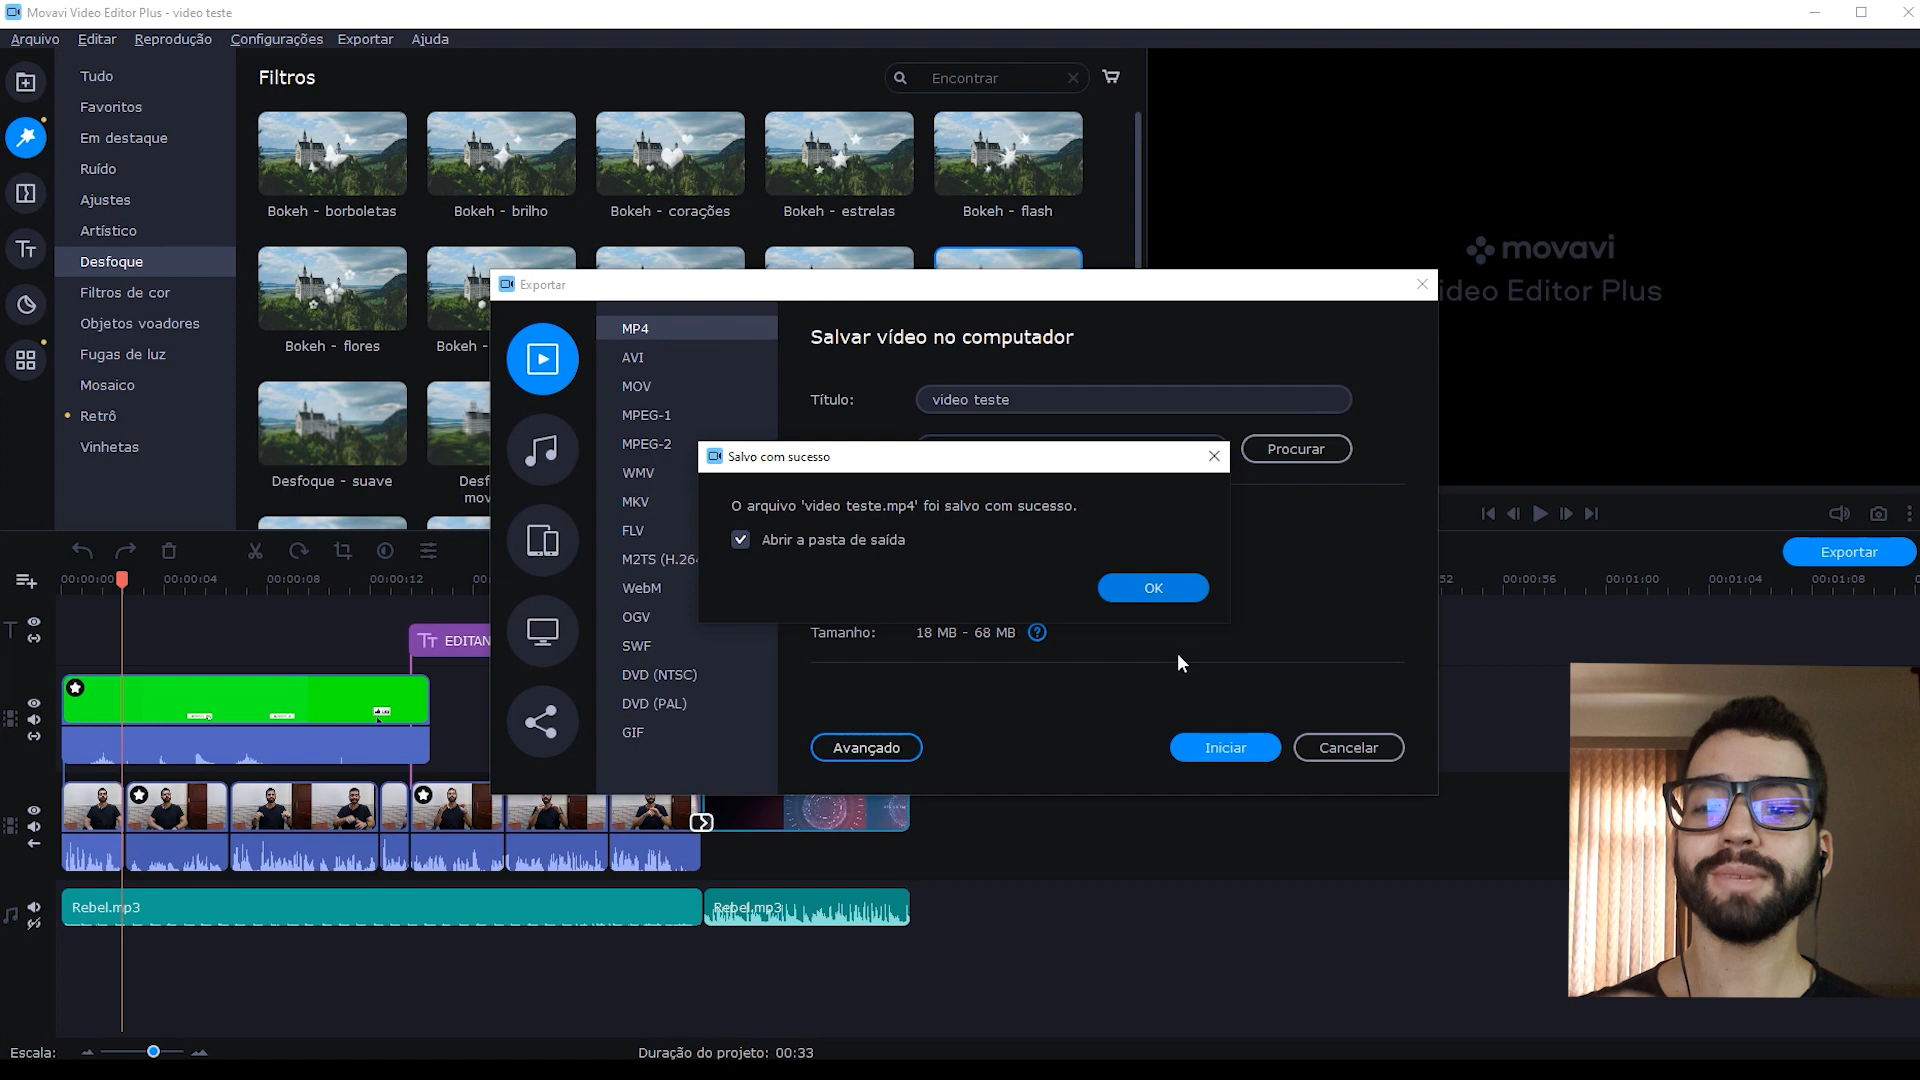 Movavi Video Editor Plus - video teste
Arquivo Editar Reprodução Configurações Exportar Ajuda
Tudo
Favoritos
Em destaque
Ruído
Ajustes
Artístico
Desfoque
Filtros de cor
Objetos voadores
Fugas de luz
Mosaico
Retrô
Vinhetas
Filtros
Encontrar
Bokeh - borboletas
Bokeh - brilho
Bokeh - corações
Bokeh - estrelas
Bokeh - flash
Bokeh - flores
Bokeh -
Desfoque - suave
Desf
mov
movavi
ideo Editor Plus
Exportar
MP4
AVI
MOV
MPEG-1
MPEG-2
WMV
MKV
FLV
M2TS (H.264
WebM
OGV
SWF
DVD (NTSC)
DVD (PAL)
GIF
Salvar vídeo no computador
Título: video teste
Procurar
Salvo com sucesso
O arquivo 'video teste.mp4' foi salvo com sucesso.
Abrir a pasta de saída
OK
Tamanho: 18 MB - 68 MB ?
Avançado
Iniciar
Cancelar
Exportar
00:00:00 00:00:04 00:00:08 00:00:12 00: 52 00:00:56 00:01:00 00:01:04 00:01:08
Tт EDITAN
Rebel.mp3
Rebel.mp3
Escala:
Duração do projeto: 00:33